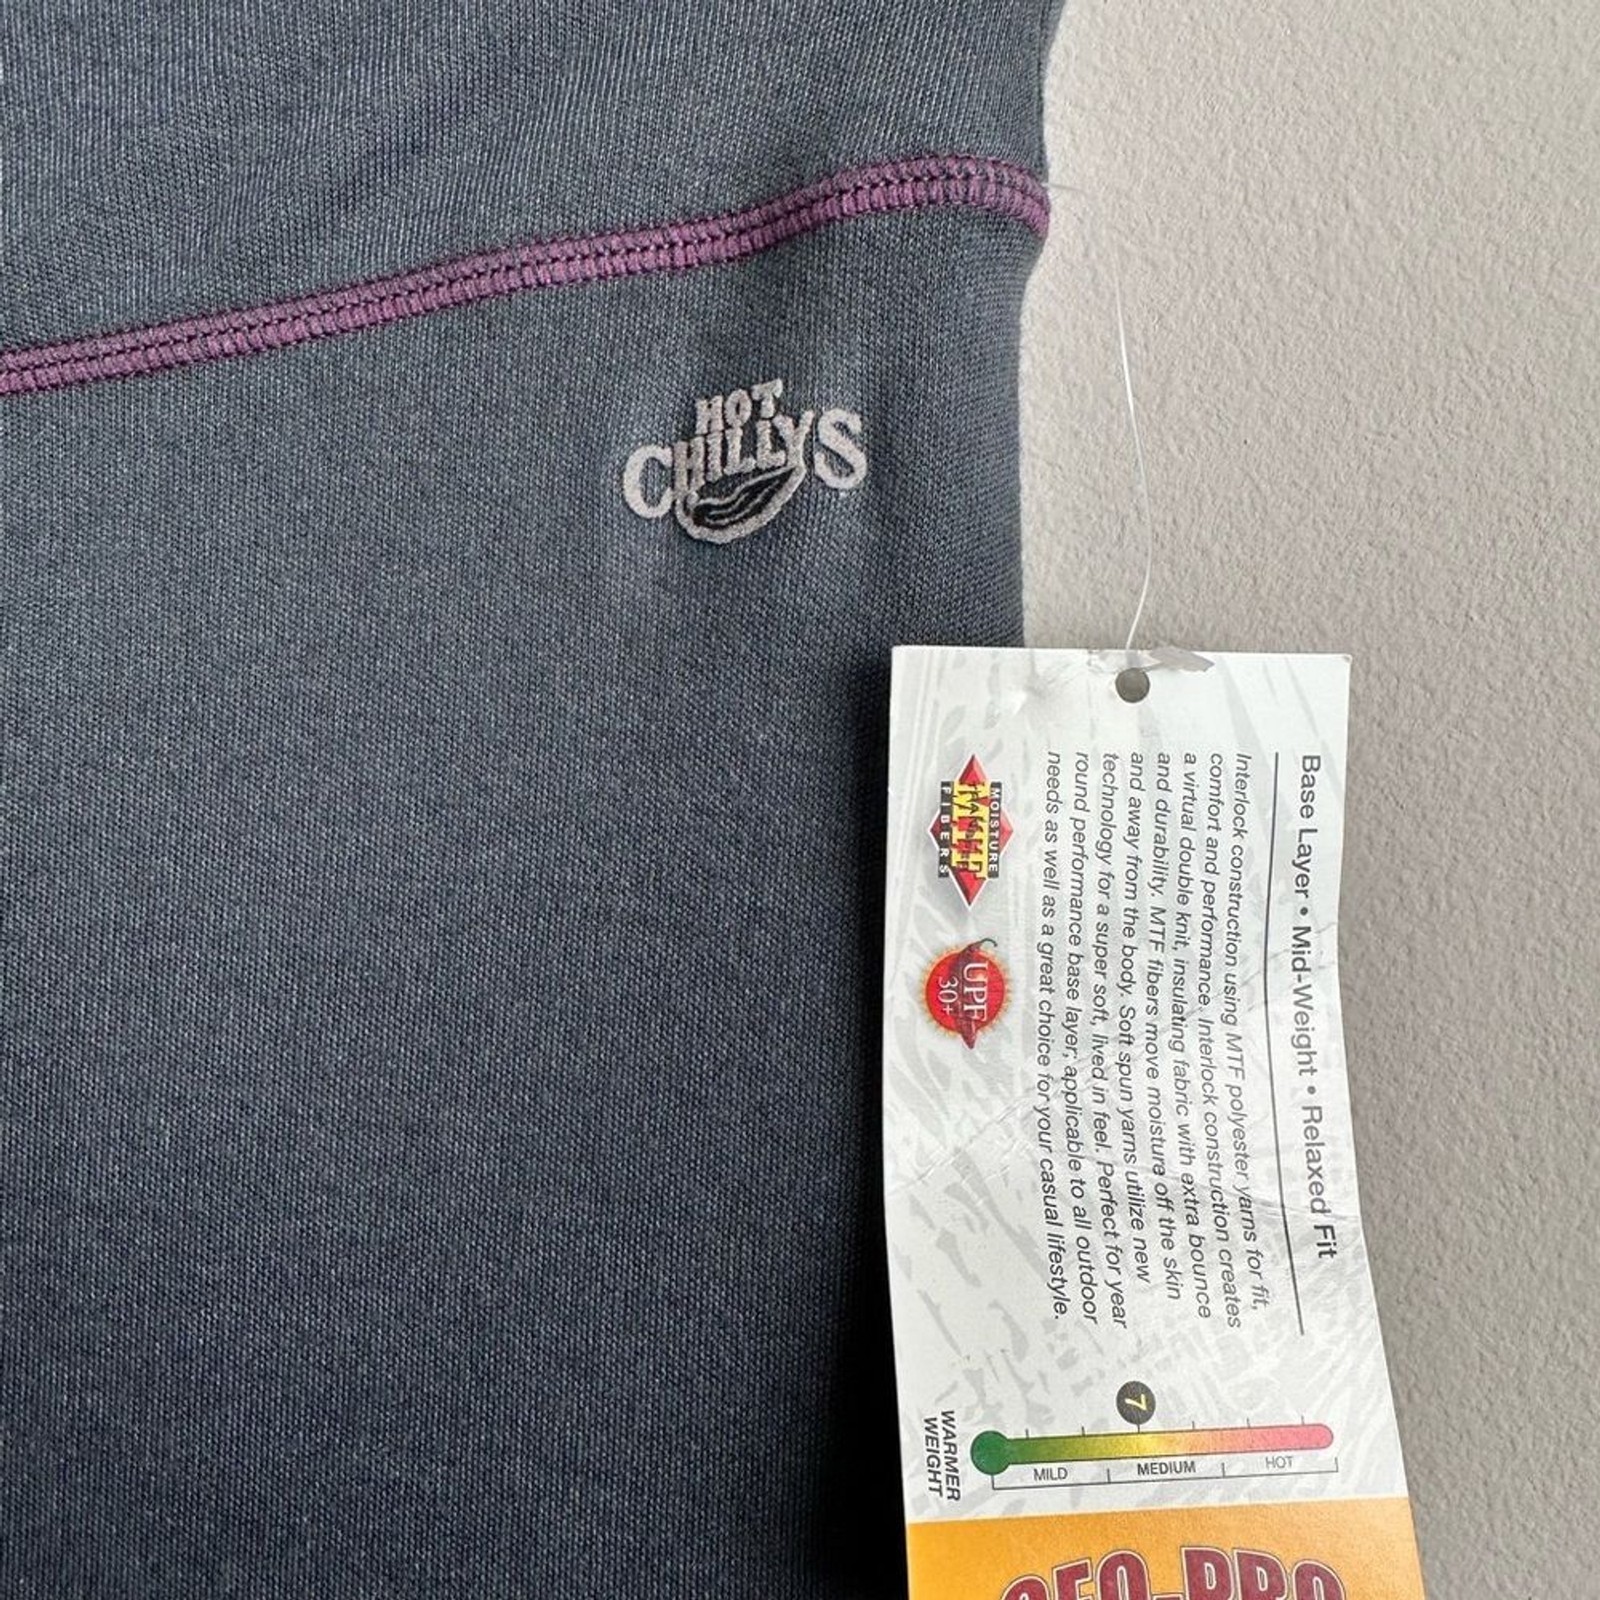 HOT
CHILLYS
Base Layer • Mid-Weight • Relaxed Fit
Interlock construction using MTF polyester yarns for fit,
comfort and performance. Interlock construction creates
a virtual double knit, insulating fabric with extra bounce
and durability. MTF fibers move moisture off the skin
and away from the body. Soft spun yarns utilize new
technology for a super soft, lived in feel. Perfect for year
round performance base layer; applicable to all outdoor
needs as well as a great choice for your casual lifestyle.
MOISTURE
MTF
TRANSFER
FIBERS
UPF
30+
7
MILD MEDIUM HOT
WARMER
WEIGHT
GEO-PRO